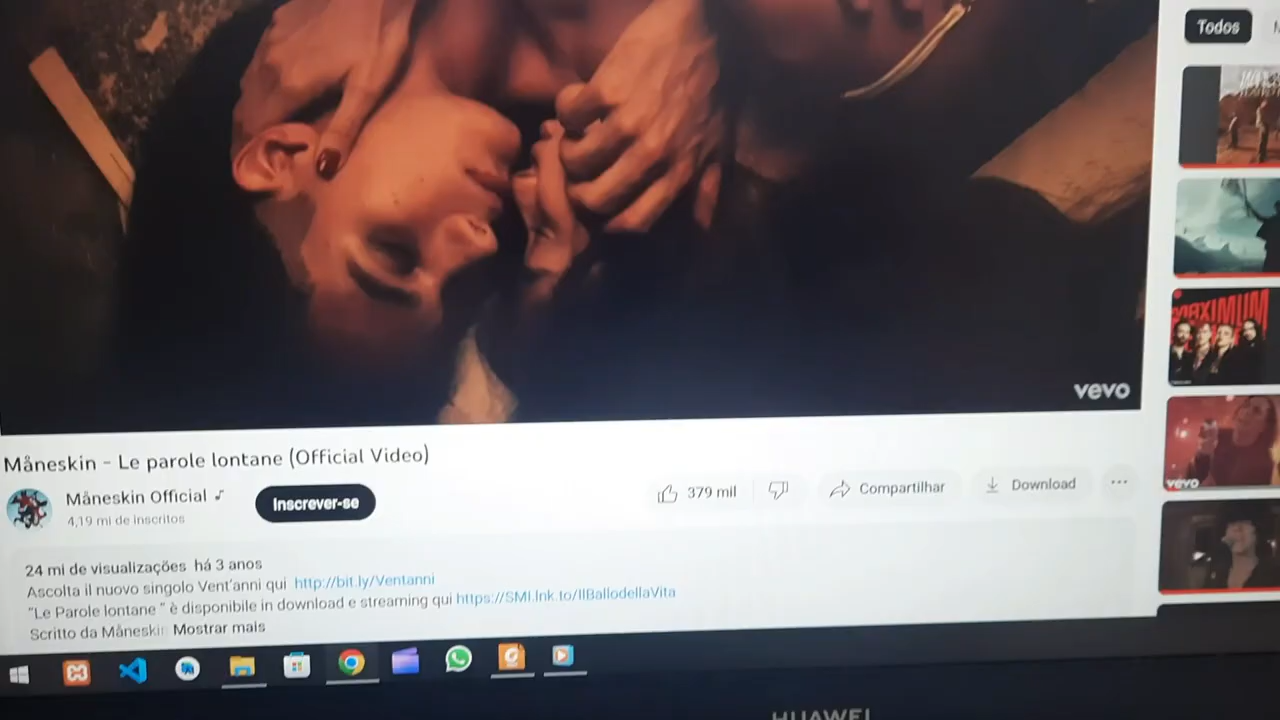 Todos
MAXIMUM
vevo
Måneskin - Le parole lontane (Official Video)
Måneskin Official
4,19 mi de inscritos
Inscrever-se
379 mil
Compartilhar
Download
...
vevo
24 mi de visualizações há 3 anos
Ascolta il nuovo singolo Vent'anni qui http://bit.ly/Ventanni
"Le Parole lontane " è disponibile in download e streaming qui https://SMI.lnk.to/IlBallodellaVita
Scritto da Måneski Mostrar mais
HUAWEI